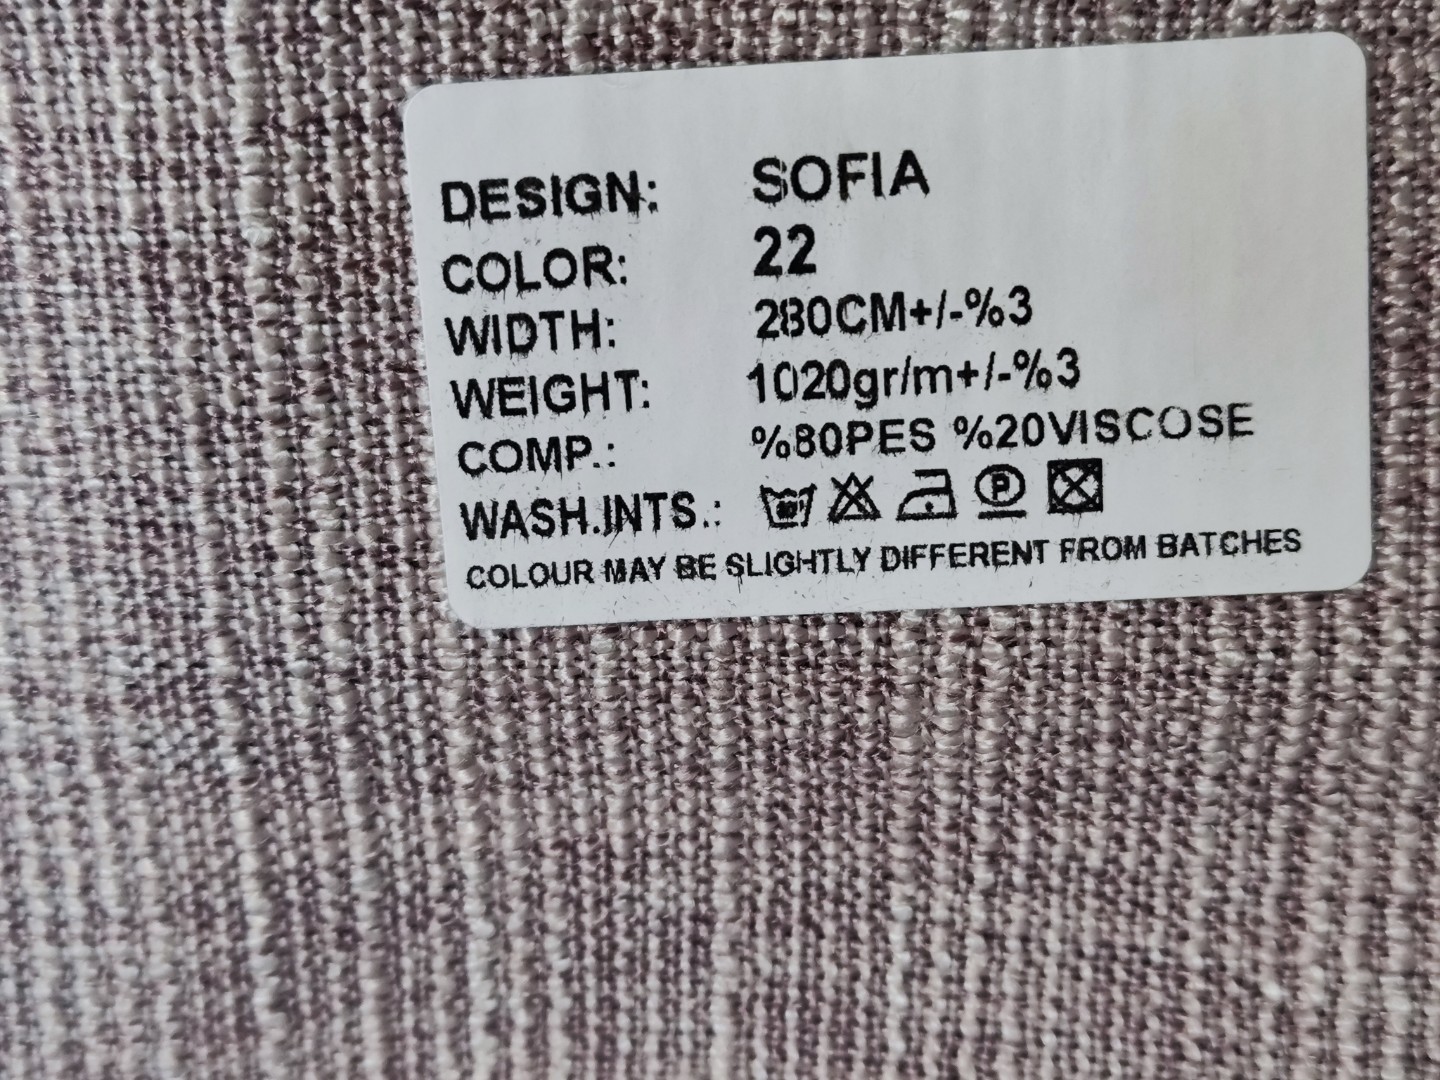 DESIGN: SOFIA
COLOR: 22
WIDTH: 280CM+/-%3
WEIGHT: 1020gr/m+/-%3
COMP.: %80PES %20VISCOSE
WASH.INTS.: P
COLOUR MAY BE SLIGHTLY DIFFERENT FROM BATCHES